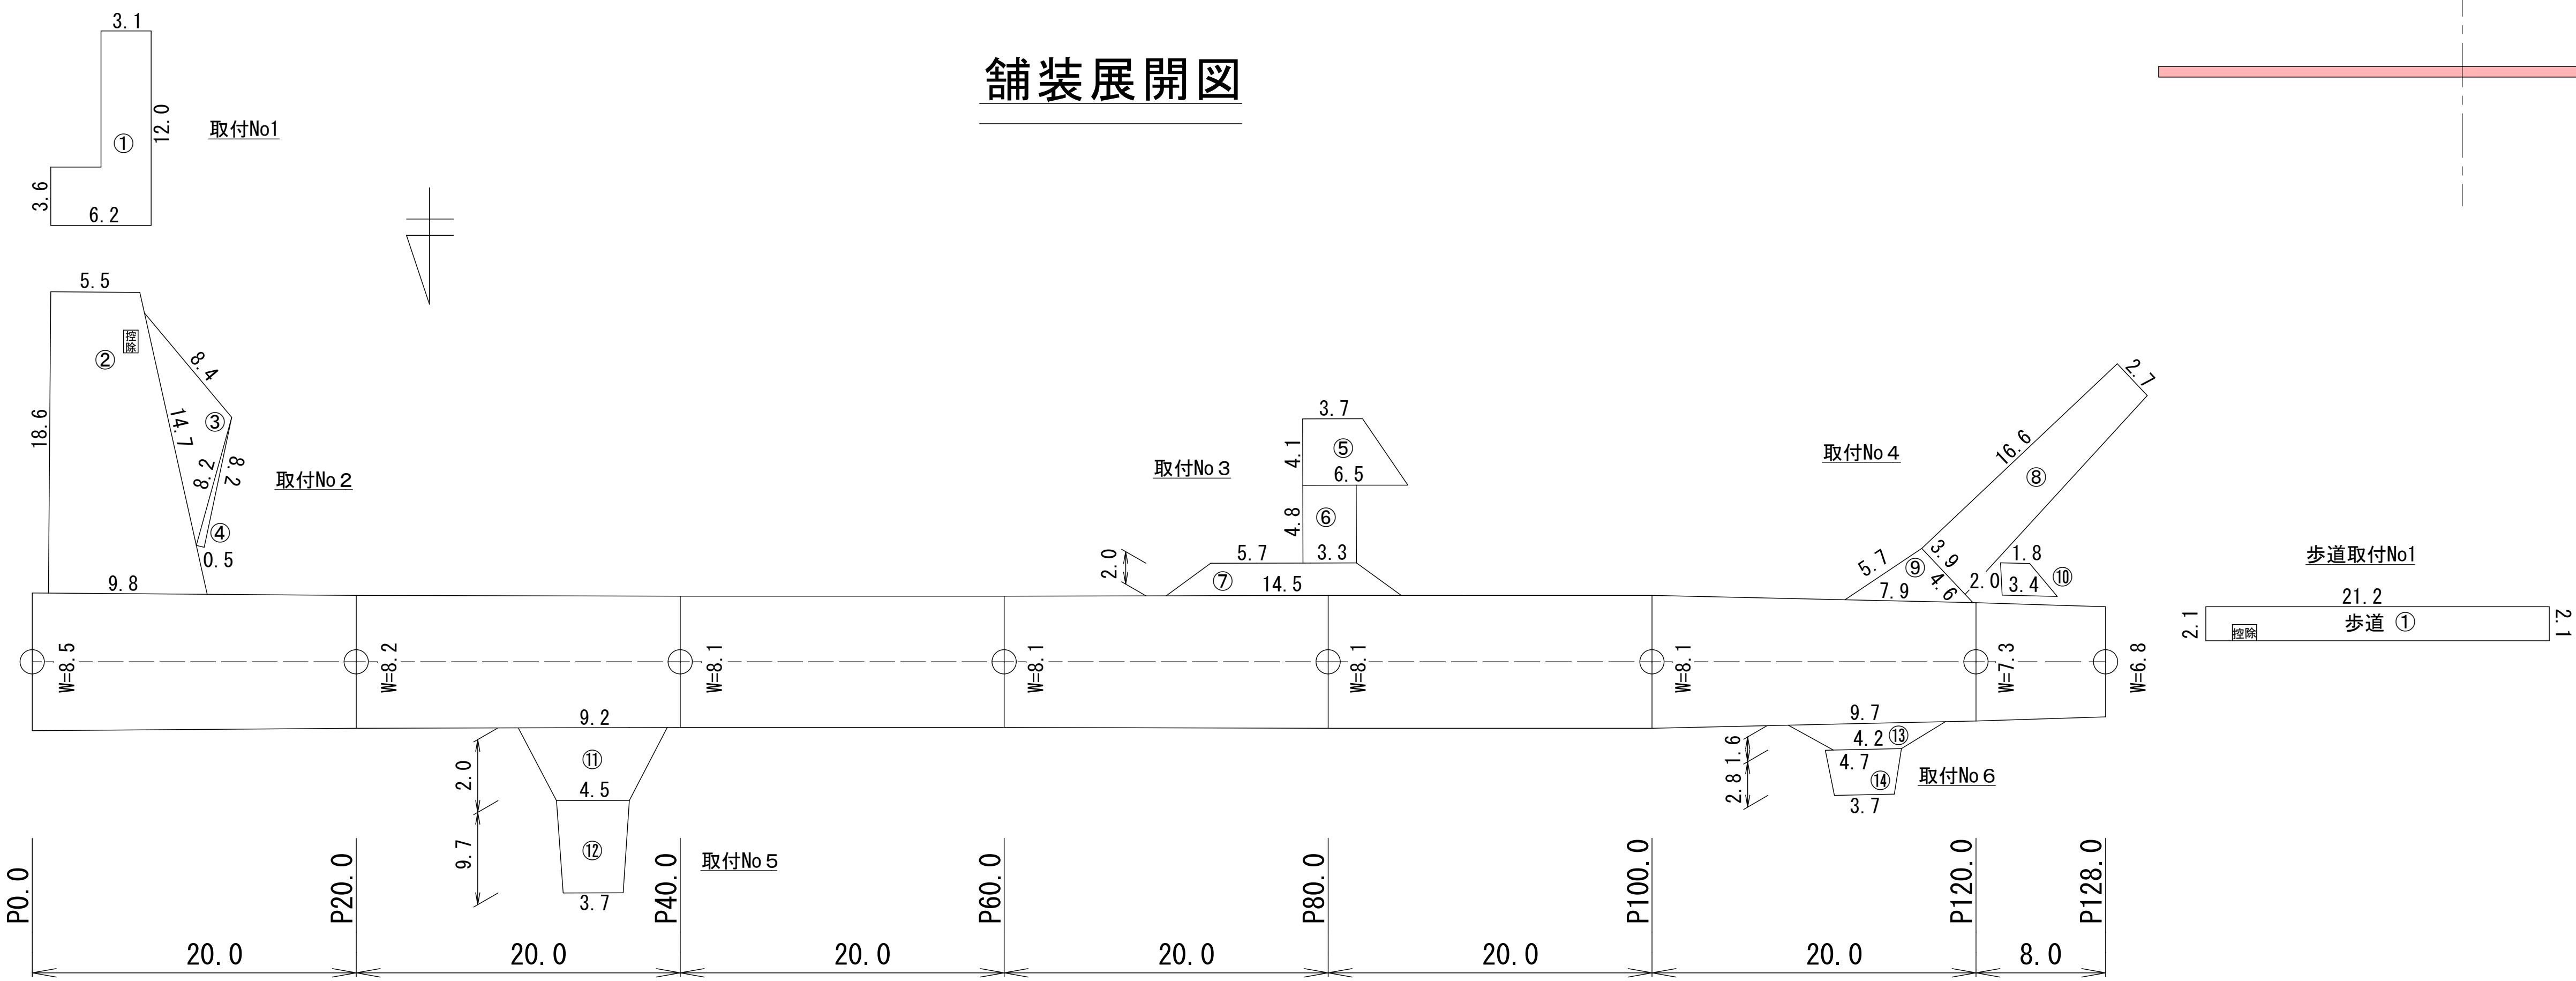 舗装展開図
3.1
12.0
①
取付No1
3.6
6.2
5.5
控除
②
18.6
8.4
14.7
③
8.2
8.2
④
0.5
取付No２
9.8
取付No３
3.7
4.1
⑤
6.5
4.8
⑥
5.7
3.3
2.0
⑦
14.5
取付No４
2.7
16.6
⑧
5.7
3.9
⑨
7.9
4.6
2.0
1.8
3.4
⑩
歩道取付No1
21.2
2.1
歩道 ①
控除
2.1
W=8.5
W=8.2
W=8.1
W=8.1
W=8.1
W=8.1
W=7.3
W=6.8
9.2
⑪
2.0
4.5
9.7
⑫
3.7
取付No５
9.7
4.2
⑬
1.6
4.7
2.8
⑭
3.7
取付No６
P0.0
P20.0
P40.0
P60.0
P80.0
P100.0
P120.0
P128.0
20.0
20.0
20.0
20.0
20.0
20.0
8.0